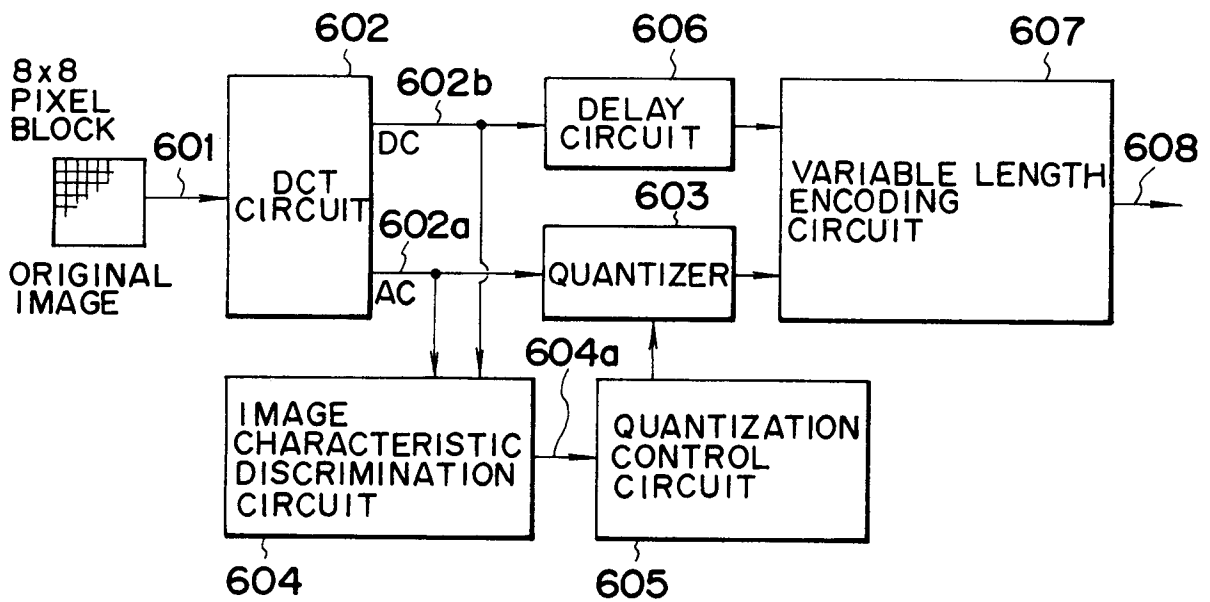 602
606
607
8x8
PIXEL
BLOCK
602b
DELAY
CIRCUIT
DC
601
608
DCT
CIRCUIT
VARIABLE LENGTH
ENCODING
CIRCUIT
603
602a
QUANTIZER
AC
ORIGINAL
IMAGE
604a
IMAGE
CHARACTERISTIC
DISCRIMINATION
CIRCUIT
QUANTIZATION
CONTROL
CIRCUIT
604
605